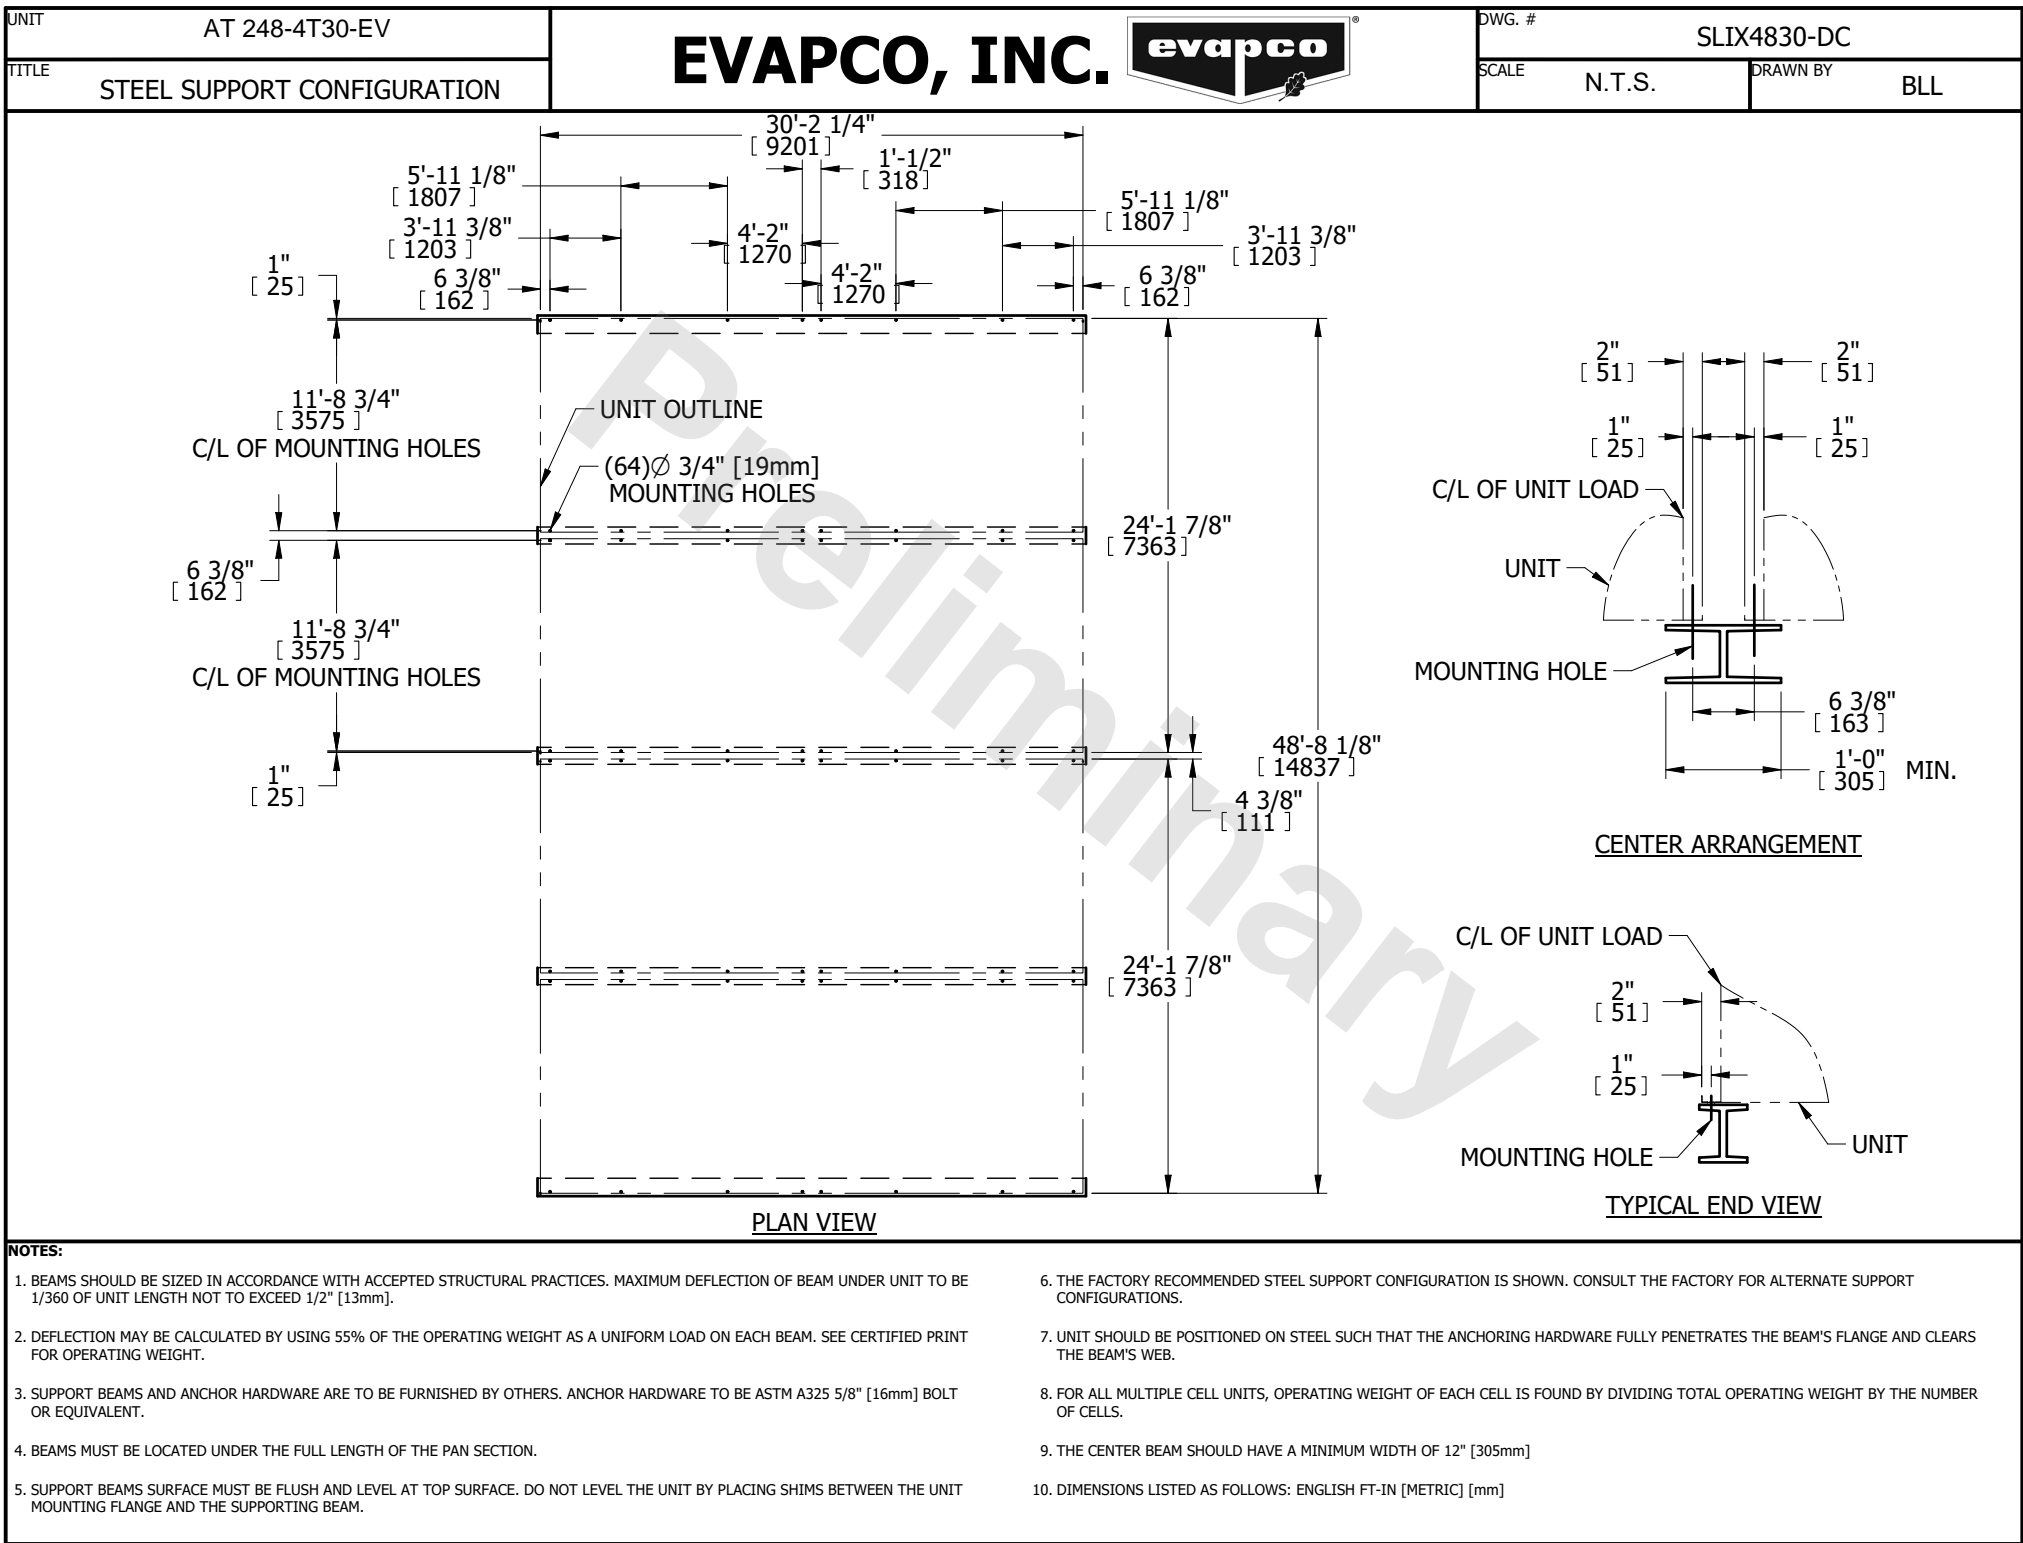 UNIT
AT 248-4T30-EV
TITLE
STEEL SUPPORT CONFIGURATION
EVAPCO, INC.
evapco
®
DWG. #
SLIX4830-DC
SCALE
N.T.S.
DRAWN BY
BLL
30'-2 1/4"
[ 9201 ]
1'-1/2"
[ 318 ]
5'-11 1/8"
[ 1807 ]
5'-11 1/8"
[ 1807 ]
3'-11 3/8"
[ 1203 ]
4'-2"
[ 1270 ]
3'-11 3/8"
[ 1203 ]
1"
[ 25 ]
6 3/8"
[ 162 ]
4'-2"
[ 1270 ]
6 3/8"
[ 162 ]
11'-8 3/4"
[ 3575 ]
C/L OF MOUNTING HOLES
UNIT OUTLINE
(64)Ø 3/4" [19mm]
MOUNTING HOLES
6 3/8"
[ 162 ]
24'-1 7/8"
[ 7363 ]
11'-8 3/4"
[ 3575 ]
C/L OF MOUNTING HOLES
1"
[ 25 ]
48'-8 1/8"
[ 14837 ]
4 3/8"
[ 111 ]
24'-1 7/8"
[ 7363 ]
PLAN VIEW
Preliminary
2"
[ 51 ]
2"
[ 51 ]
1"
[ 25 ]
1"
[ 25 ]
C/L OF UNIT LOAD
UNIT
MOUNTING HOLE
6 3/8"
[ 163 ]
1'-0"
[ 305 ] MIN.
CENTER ARRANGEMENT
C/L OF UNIT LOAD
2"
[ 51 ]
1"
[ 25 ]
MOUNTING HOLE
UNIT
TYPICAL END VIEW
NOTES:
1. BEAMS SHOULD BE SIZED IN ACCORDANCE WITH ACCEPTED STRUCTURAL PRACTICES. MAXIMUM DEFLECTION OF BEAM UNDER UNIT TO BE
1/360 OF UNIT LENGTH NOT TO EXCEED 1/2" [13mm].
2. DEFLECTION MAY BE CALCULATED BY USING 55% OF THE OPERATING WEIGHT AS A UNIFORM LOAD ON EACH BEAM. SEE CERTIFIED PRINT
FOR OPERATING WEIGHT.
3. SUPPORT BEAMS AND ANCHOR HARDWARE ARE TO BE FURNISHED BY OTHERS. ANCHOR HARDWARE TO BE ASTM A325 5/8" [16mm] BOLT
OR EQUIVALENT.
4. BEAMS MUST BE LOCATED UNDER THE FULL LENGTH OF THE PAN SECTION.
5. SUPPORT BEAMS SURFACE MUST BE FLUSH AND LEVEL AT TOP SURFACE. DO NOT LEVEL THE UNIT BY PLACING SHIMS BETWEEN THE UNIT
MOUNTING FLANGE AND THE SUPPORTING BEAM.
6. THE FACTORY RECOMMENDED STEEL SUPPORT CONFIGURATION IS SHOWN. CONSULT THE FACTORY FOR ALTERNATE SUPPORT
CONFIGURATIONS.
7. UNIT SHOULD BE POSITIONED ON STEEL SUCH THAT THE ANCHORING HARDWARE FULLY PENETRATES THE BEAM'S FLANGE AND CLEARS
THE BEAM'S WEB.
8. FOR ALL MULTIPLE CELL UNITS, OPERATING WEIGHT OF EACH CELL IS FOUND BY DIVIDING TOTAL OPERATING WEIGHT BY THE NUMBER
OF CELLS.
9. THE CENTER BEAM SHOULD HAVE A MINIMUM WIDTH OF 12" [305mm]
10. DIMENSIONS LISTED AS FOLLOWS: ENGLISH FT-IN [METRIC] [mm]